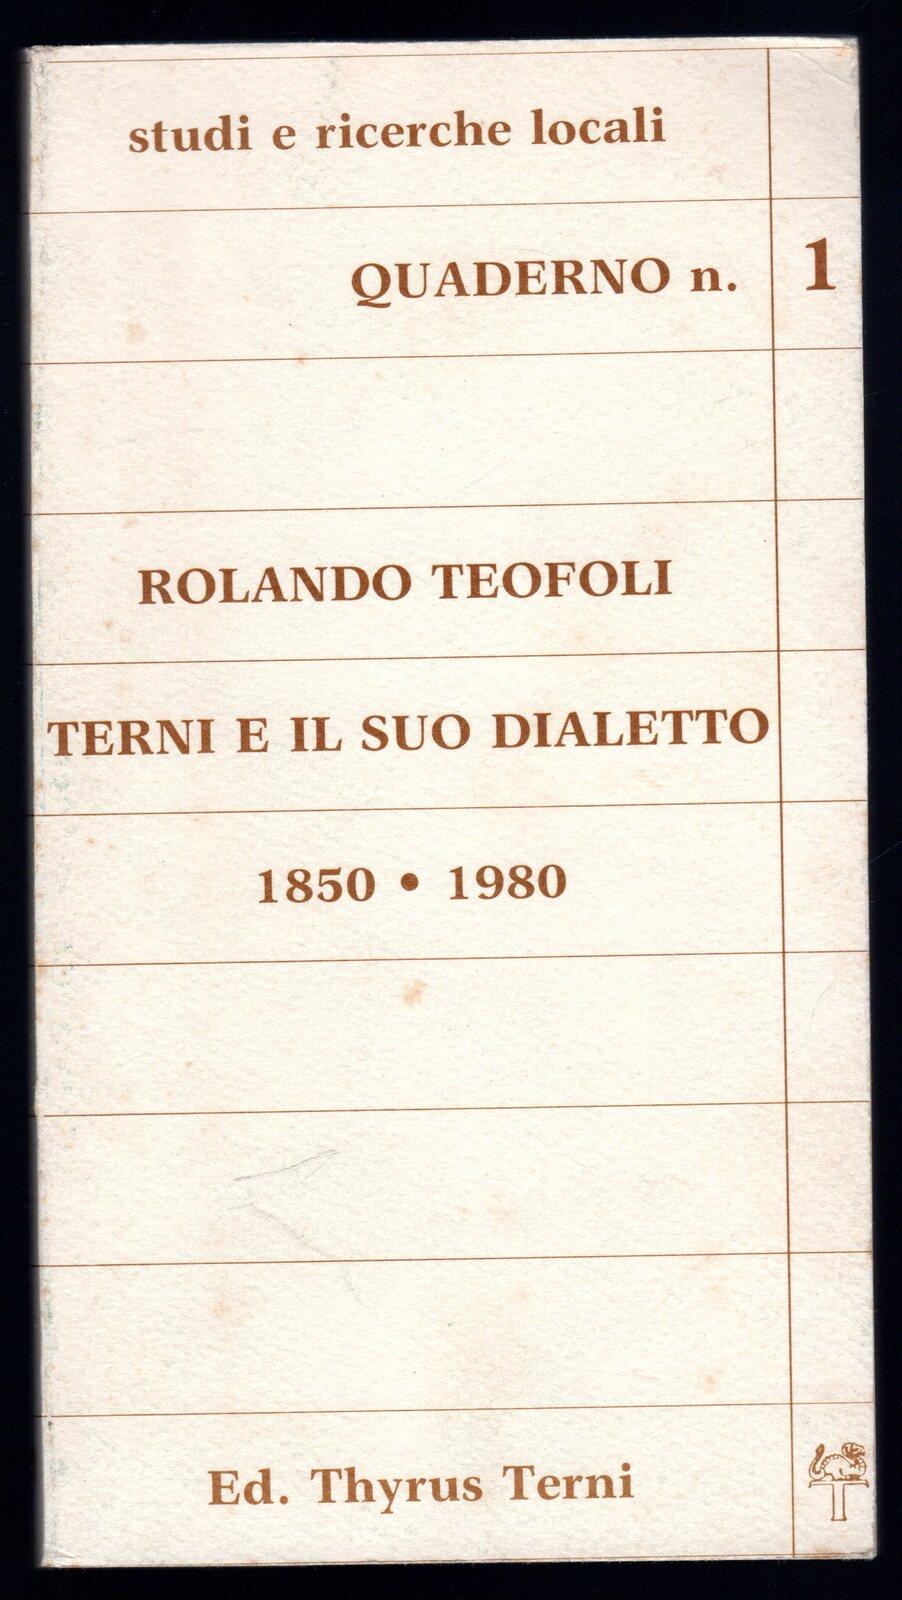 studi e ricerche locali
QUADERNO n. 1
ROLANDO TEOFOLI
TERNI E IL SUO DIALETTO
1850 • 1980
Ed. Thyrus Terni
T